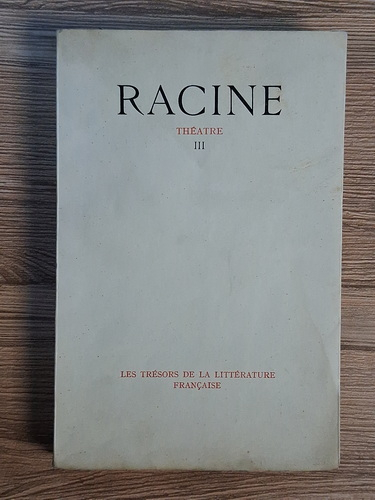 RACINE
THÉATRE
III
LES TRÉSORS DE LA LITTÉRATURE
FRANÇAISE